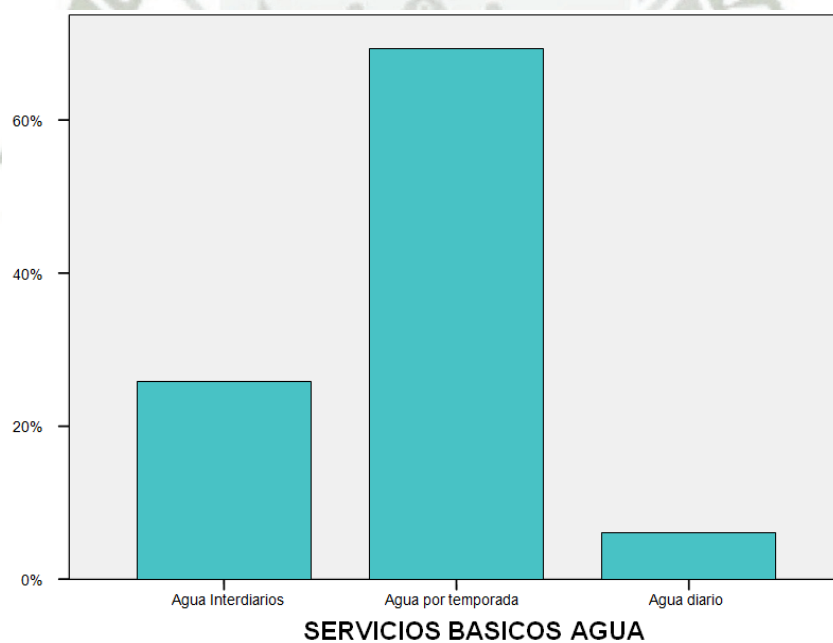 60%
40%
20%
0%
Agua Interdiarios
Agua por temporada
Agua diario
SERVICIOS BASICOS AGUA